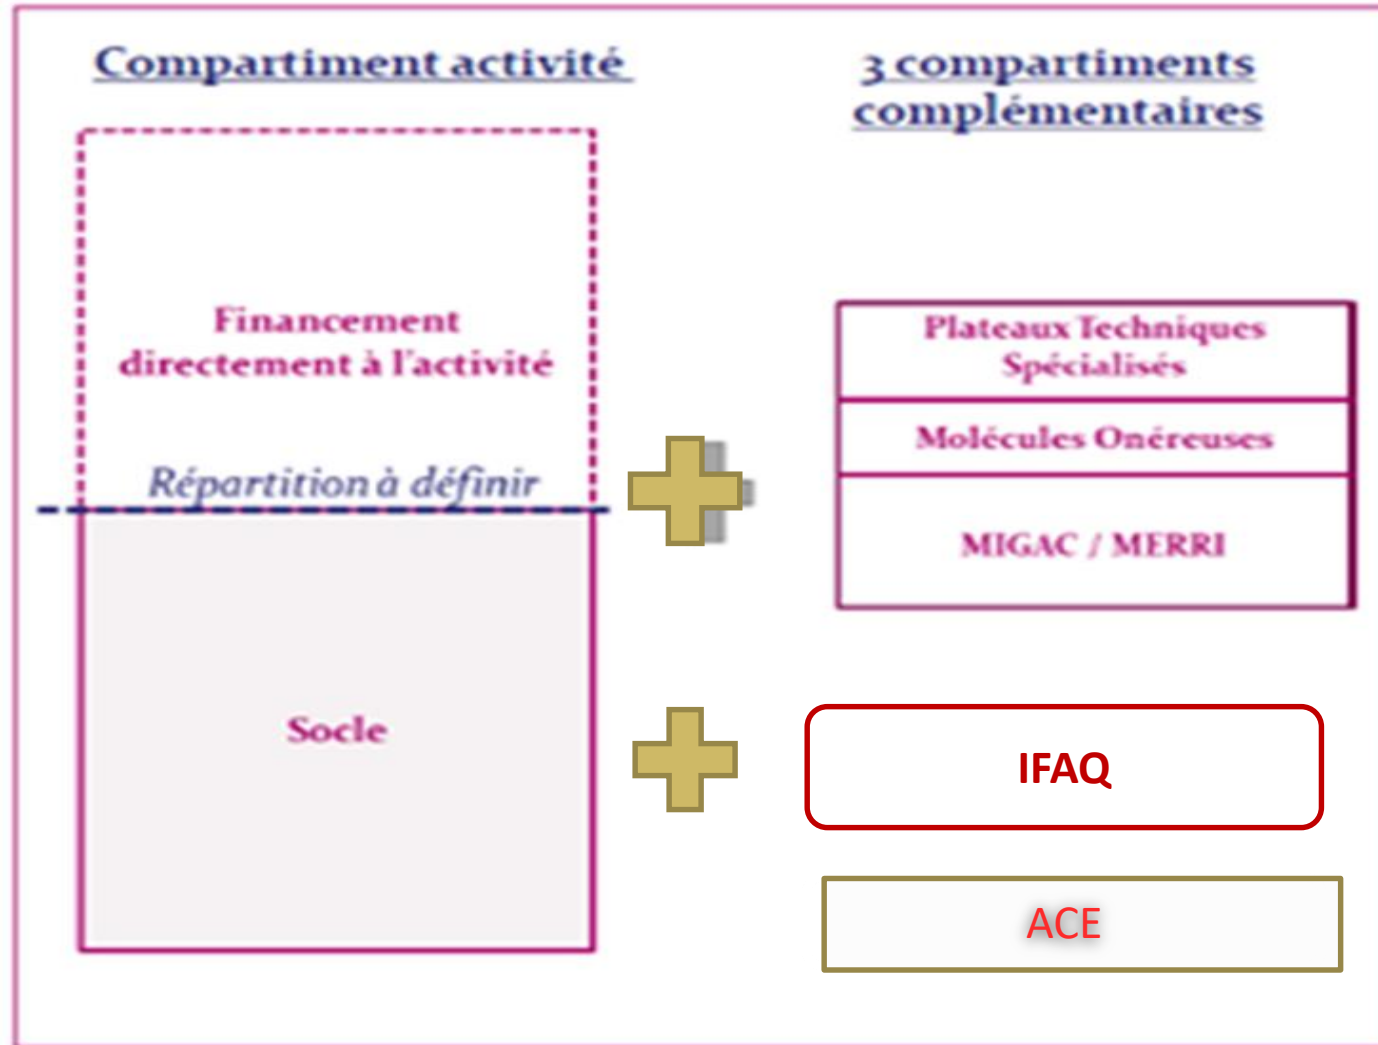 Compartiment activité
3 compartiments
complémentaires
Financement
directement à l'activité
Répartition à définir
Socle
Plateaux Techniques
Spécialisés
Molécules Onéreuses
MIGAC / MERRI
IFAQ
ACE